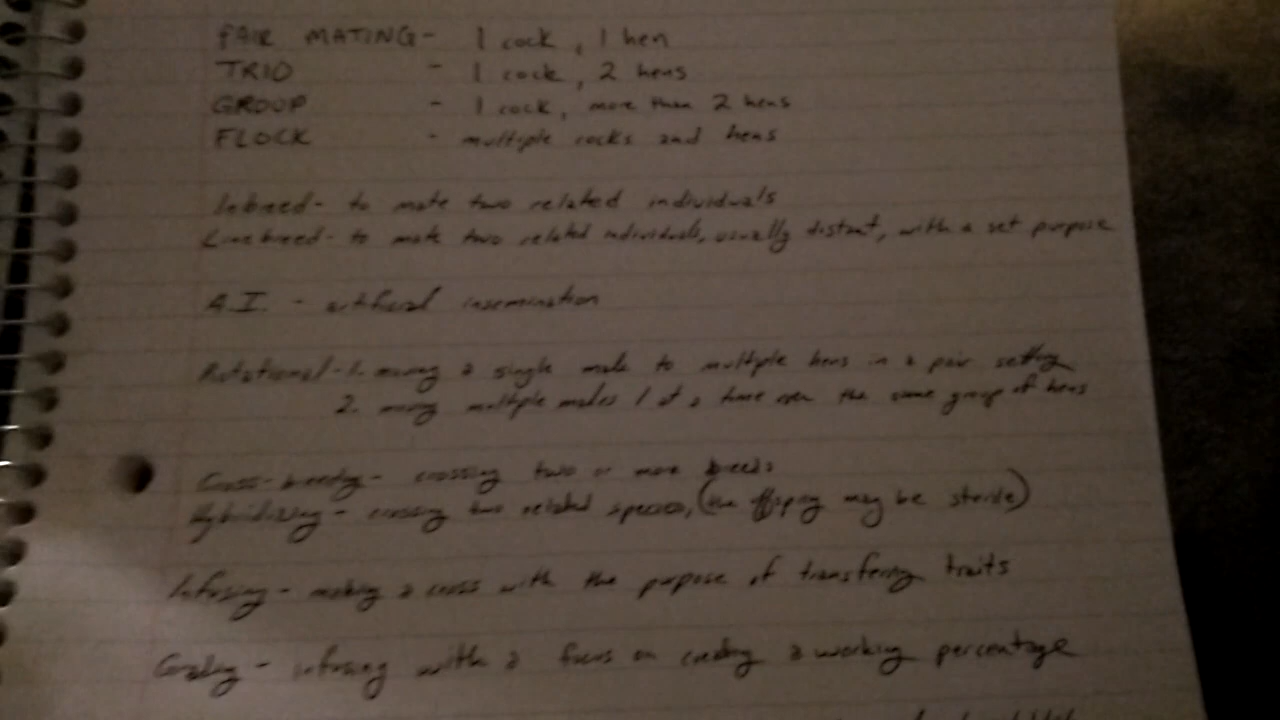 PAIR MATING - 1 cock, 1 hen
TRIO - 1 cock, 2 hens
GROUP - 1 cock, more than 2 hens
FLOCK - multiple cocks and hens
Inbreed - to mate two related individuals
Linebreed - to mate two related individuals, usually distant, with a set purpose
A.I. - artificial insemination
Rotational - 1. moving a single male to multiple hens in a pair setting
2. moving multiple males 1 at a time over the same group of hens
Cross-breeding - crossing two or more breeds
Hybridizing - crossing two related species, (the offspring may be sterile)
Infusing - making a cross with the purpose of transferring traits
Grading - infusing with a focus on creating a working percentage